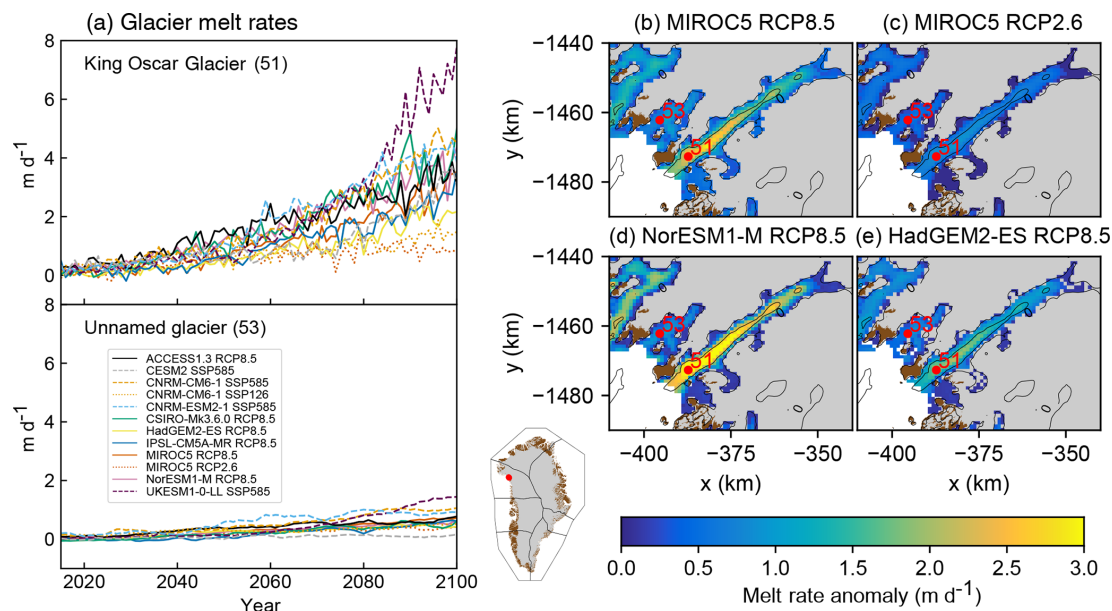 (a) Glacier melt rates
8
6
4
2
0
m d⁻¹
King Oscar Glacier (51)
8
6
4
2
0
m d⁻¹
Unnamed glacier (53)
ACCESS1.3 RCP8.5
CESM2 SSP585
CNRM-CM6-1 SSP585
CNRM-CM6-1 SSP126
CNRM-ESM2-1 SSP585
CSIRO-Mk3.6.0 RCP8.5
HadGEM2-ES RCP8.5
IPSL-CM5A-MR RCP8.5
MIROC5 RCP8.5
MIROC5 RCP2.6
NorESM1-M RCP8.5
UKESM1-0-LL SSP585
2020 2040 2060 2080 2100
Year
(b) MIROC5 RCP8.5
−1440
−1460
−1480
y (km)
53
51
(c) MIROC5 RCP2.6
53
51
(d) NorESM1-M RCP8.5
−1440
−1460
−1480
y (km)
53
51
−400 −350
x (km)
(e) HadGEM2-ES RCP8.5
53
51
−400 −350
x (km)
0.0 0.5 1.0 1.5 2.0 2.5 3.0
Melt rate anomaly (m d⁻¹)